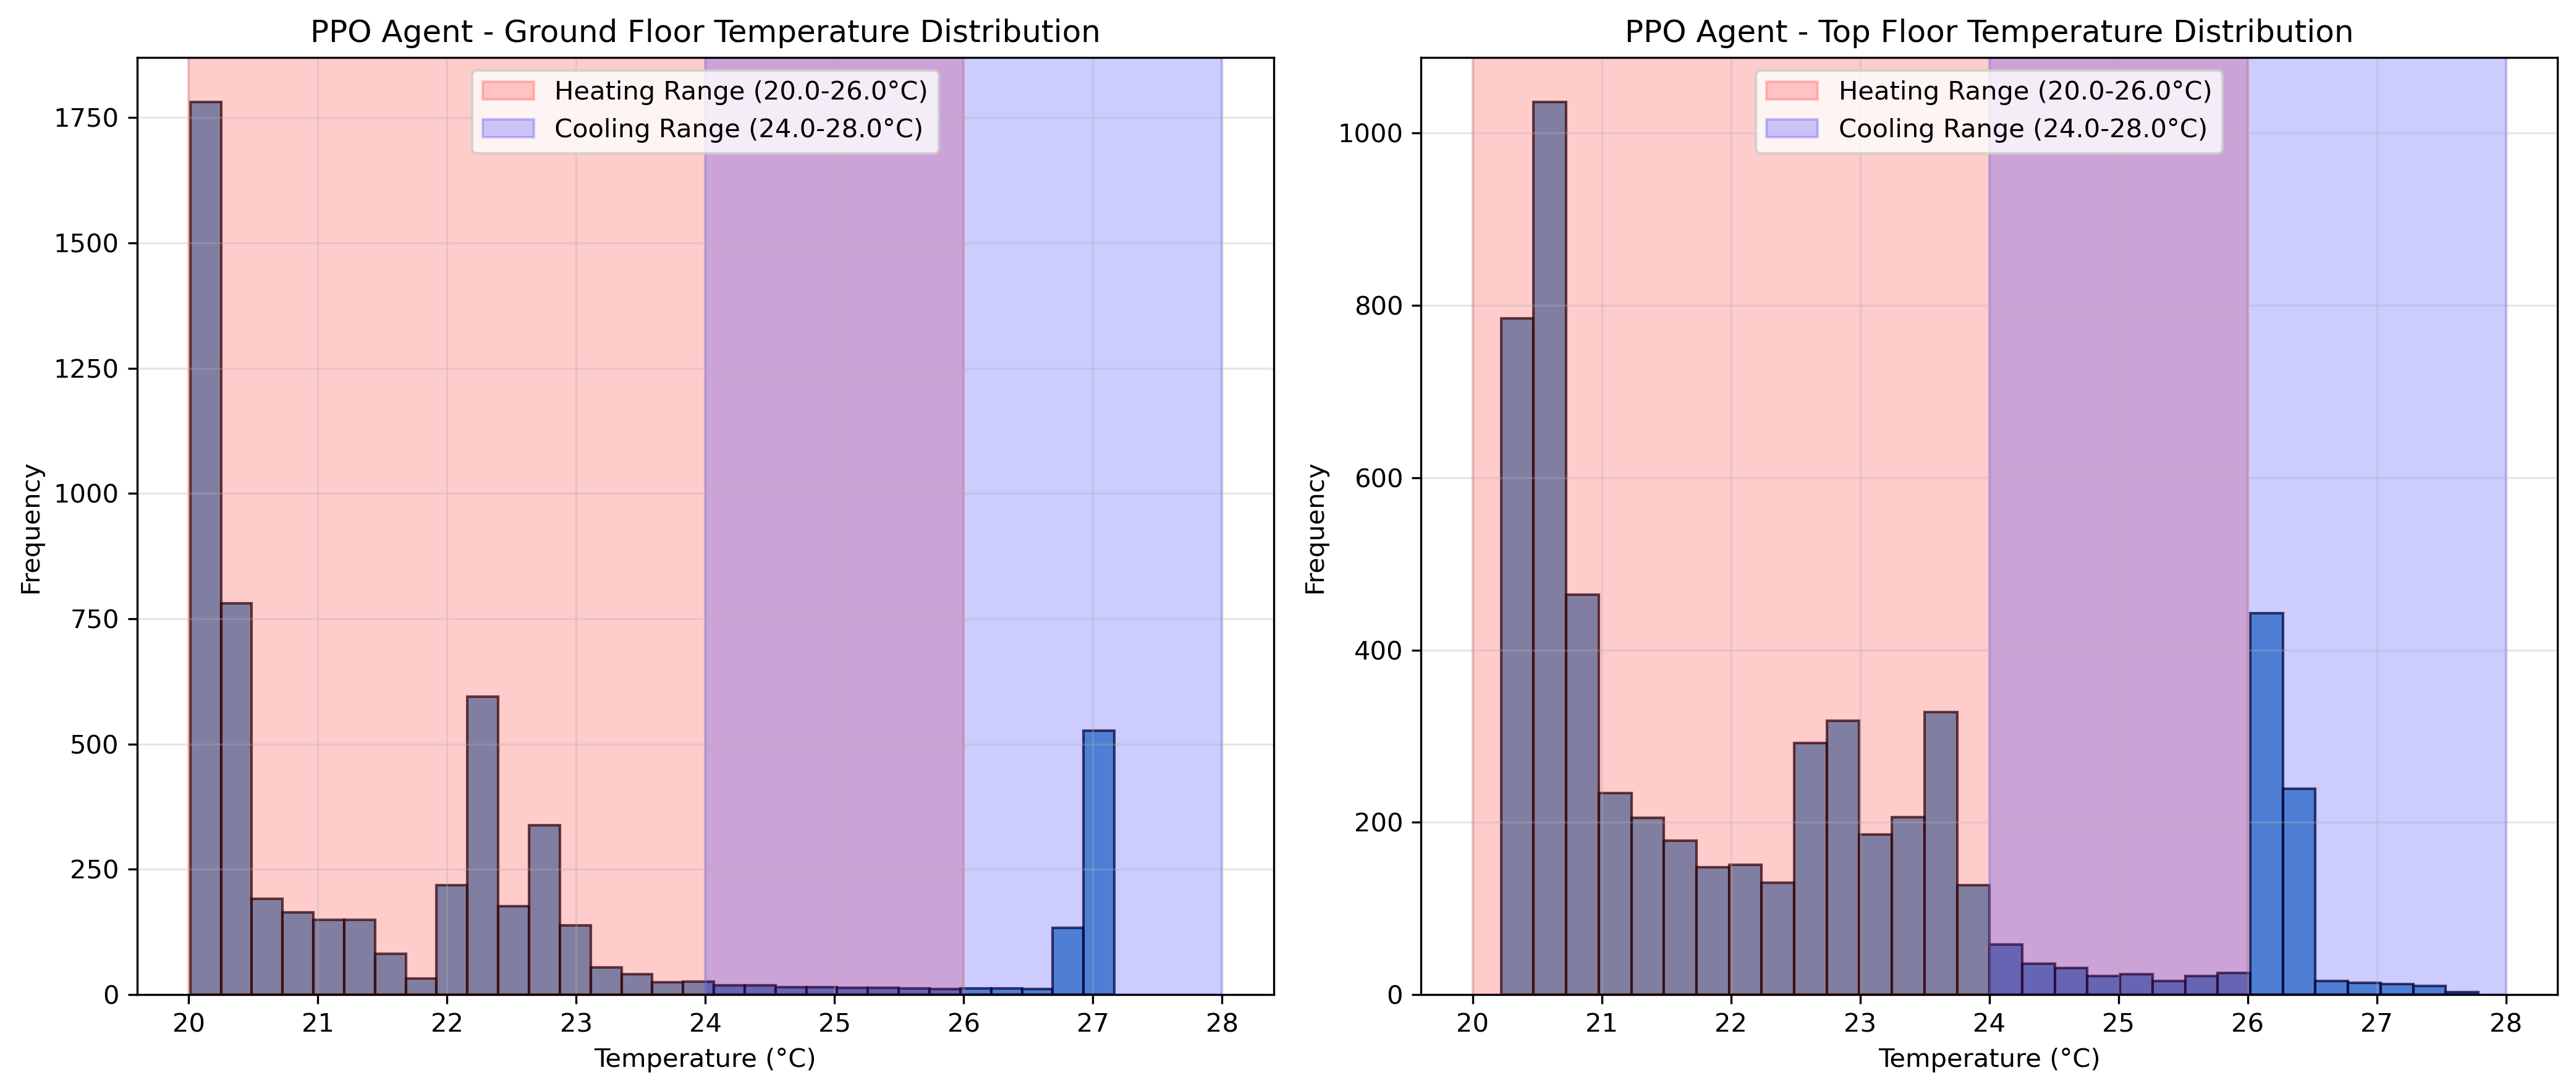 PPO Agent - Ground Floor Temperature Distribution
Heating Range (20.0-26.0°C)
Cooling Range (24.0-28.0°C)
Frequency
1750
1500
1250
1000
750
500
250
0
20 21 22 23 24 25 26 27 28
Temperature (°C)
PPO Agent - Top Floor Temperature Distribution
Heating Range (20.0-26.0°C)
Cooling Range (24.0-28.0°C)
Frequency
1000
800
600
400
200
0
20 21 22 23 24 25 26 27 28
Temperature (°C)